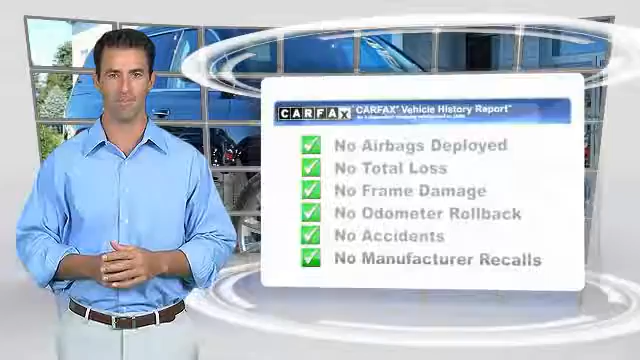 CARFAX CARFAX Vehicle History Report™
No Airbags Deployed
No Total Loss
No Frame Damage
No Odometer Rollback
No Accidents
No Manufacturer Recalls